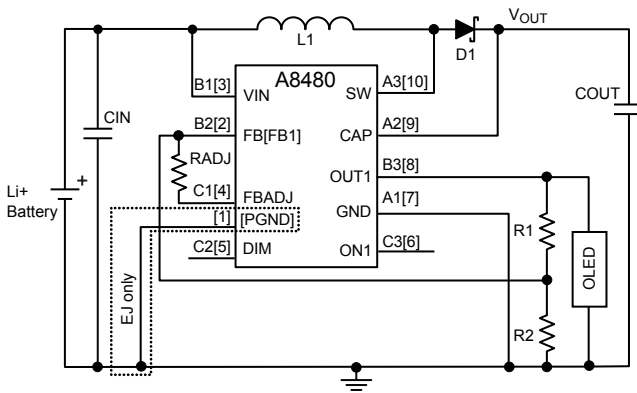 L1
D1
VOUT
A8480
B1[3]
VIN
SW
A3[10]
COUT
CIN
B2[2]
FB[FB1]
CAP
A2[9]
RADJ
OUT1
B3[8]
Li+
Battery
+
C1[4]
FBADJ
GND
A1[7]
[1]
[PGND]
R1
C2[5]
DIM
ON1
C3[6]
OLED
EJ only
R2